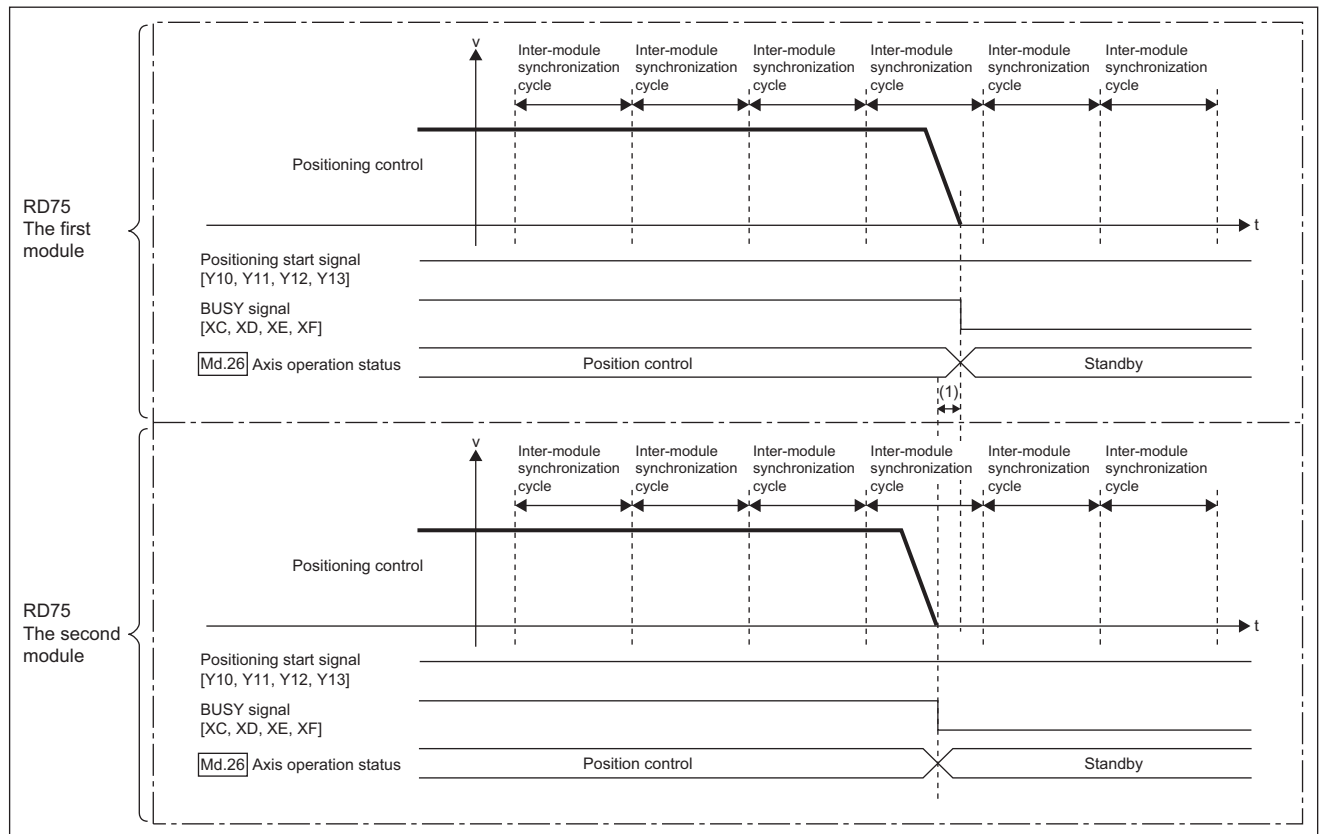 v
Inter-module Inter-module Inter-module Inter-module Inter-module Inter-module
synchronization synchronization synchronization synchronization synchronization synchronization
cycle cycle cycle cycle cycle cycle
Positioning control
RD75
The first
module
t
Positioning start signal
[Y10, Y11, Y12, Y13]
BUSY signal
[XC, XD, XE, XF]
Md.26 Axis operation status Position control Standby
(1)
v
Inter-module Inter-module Inter-module Inter-module Inter-module Inter-module
synchronization synchronization synchronization synchronization synchronization synchronization
cycle cycle cycle cycle cycle cycle
Positioning control
RD75
The second
module
t
Positioning start signal
[Y10, Y11, Y12, Y13]
BUSY signal
[XC, XD, XE, XF]
Md.26 Axis operation status Position control Standby